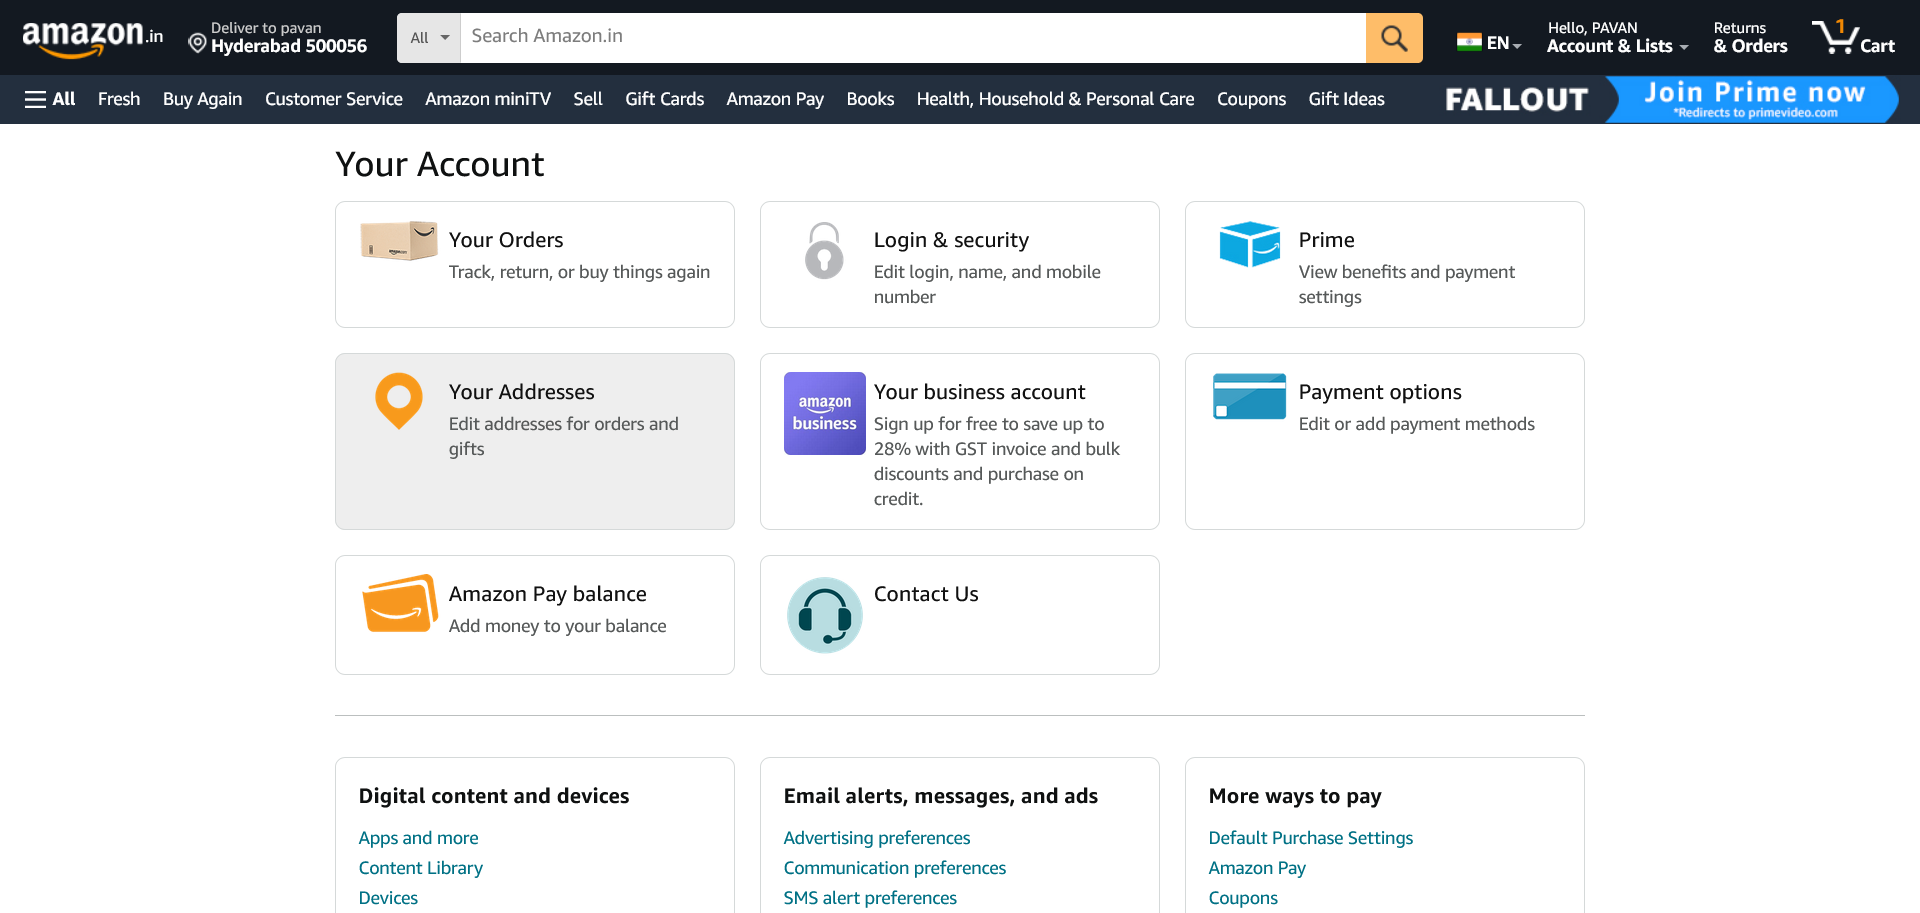 amazon.in
Deliver to pavan
Hyderabad 500056
All
Search Amazon.in
EN
Hello, PAVAN
Account & Lists
Returns
& Orders
1
Cart
All
Fresh
Buy Again
Customer Service
Amazon miniTV
Sell
Gift Cards
Amazon Pay
Books
Health, Household & Personal Care
Coupons
Gift Ideas
FALLOUT
Join Prime now
*Redirects to primevideo.com
Your Account
Your Orders
Track, return, or buy things again
Login & security
Edit login, name, and mobile
number
Prime
View benefits and payment
settings
Your Addresses
Edit addresses for orders and
gifts
amazon
business
Your business account
Sign up for free to save up to
28% with GST invoice and bulk
discounts and purchase on
credit.
Payment options
Edit or add payment methods
Amazon Pay balance
Add money to your balance
Contact Us
Digital content and devices
Apps and more
Content Library
Devices
Email alerts, messages, and ads
Advertising preferences
Communication preferences
SMS alert preferences
More ways to pay
Default Purchase Settings
Amazon Pay
Coupons